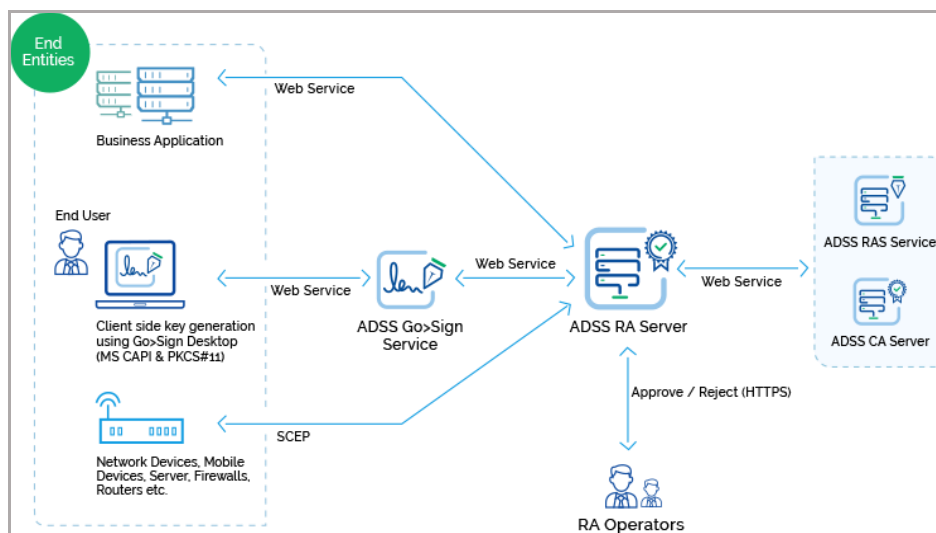 End
Entities
Web Service
Business Application
End User
Client side key generation
using Go>Sign Desktop
(MS CAPI & PKCS#11)
Web Service
ADSS Go>Sign
Service
Web Service
ADSS RA Server
Web Service
ADSS RAS Service
ADSS CA Server
SCEP
Network Devices, Mobile
Devices, Server, Firewalls,
Routers etc.
Approve / Reject (HTTPS)
RA Operators